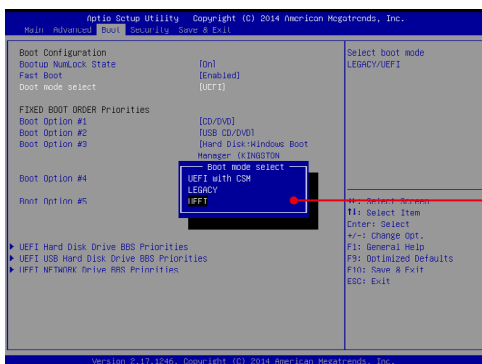 Aptio Setup Utility  Copyright (C) 2014 American Megatrends, Inc.
Main  Advanced  Boot  Security  Save & Exit
Boot Configuration
Bootup NumLock State [On]
Fast Boot [Enabled]
Boot mode select [UEFI]
FIXED BOOT ORDER Priorities
Boot Option #1 [CD/DVD]
Boot Option #2 [USB CD/DVD]
Boot Option #3 [Hard Disk:Windows Boot
Manager (KINGSTON
Boot Option #4
Boot Option #5
Boot mode select
UEFI with CSM
LEGACY
UEFI
UEFI Hard Disk Drive BBS Priorities
UEFI USB Hard Disk Drive BBS Priorities
UEFI NETWORK Drive BBS Priorities
Select boot mode
LEGACY/UEFI
: Select Screen
↑↓: Select Item
Enter: Select
+/-: Change Opt.
F1: General Help
F9: Optimized Defaults
F10: Save & Exit
ESC: Exit
Version 2.17.1246. Copyright (C) 2014 American Megatrends, Inc.